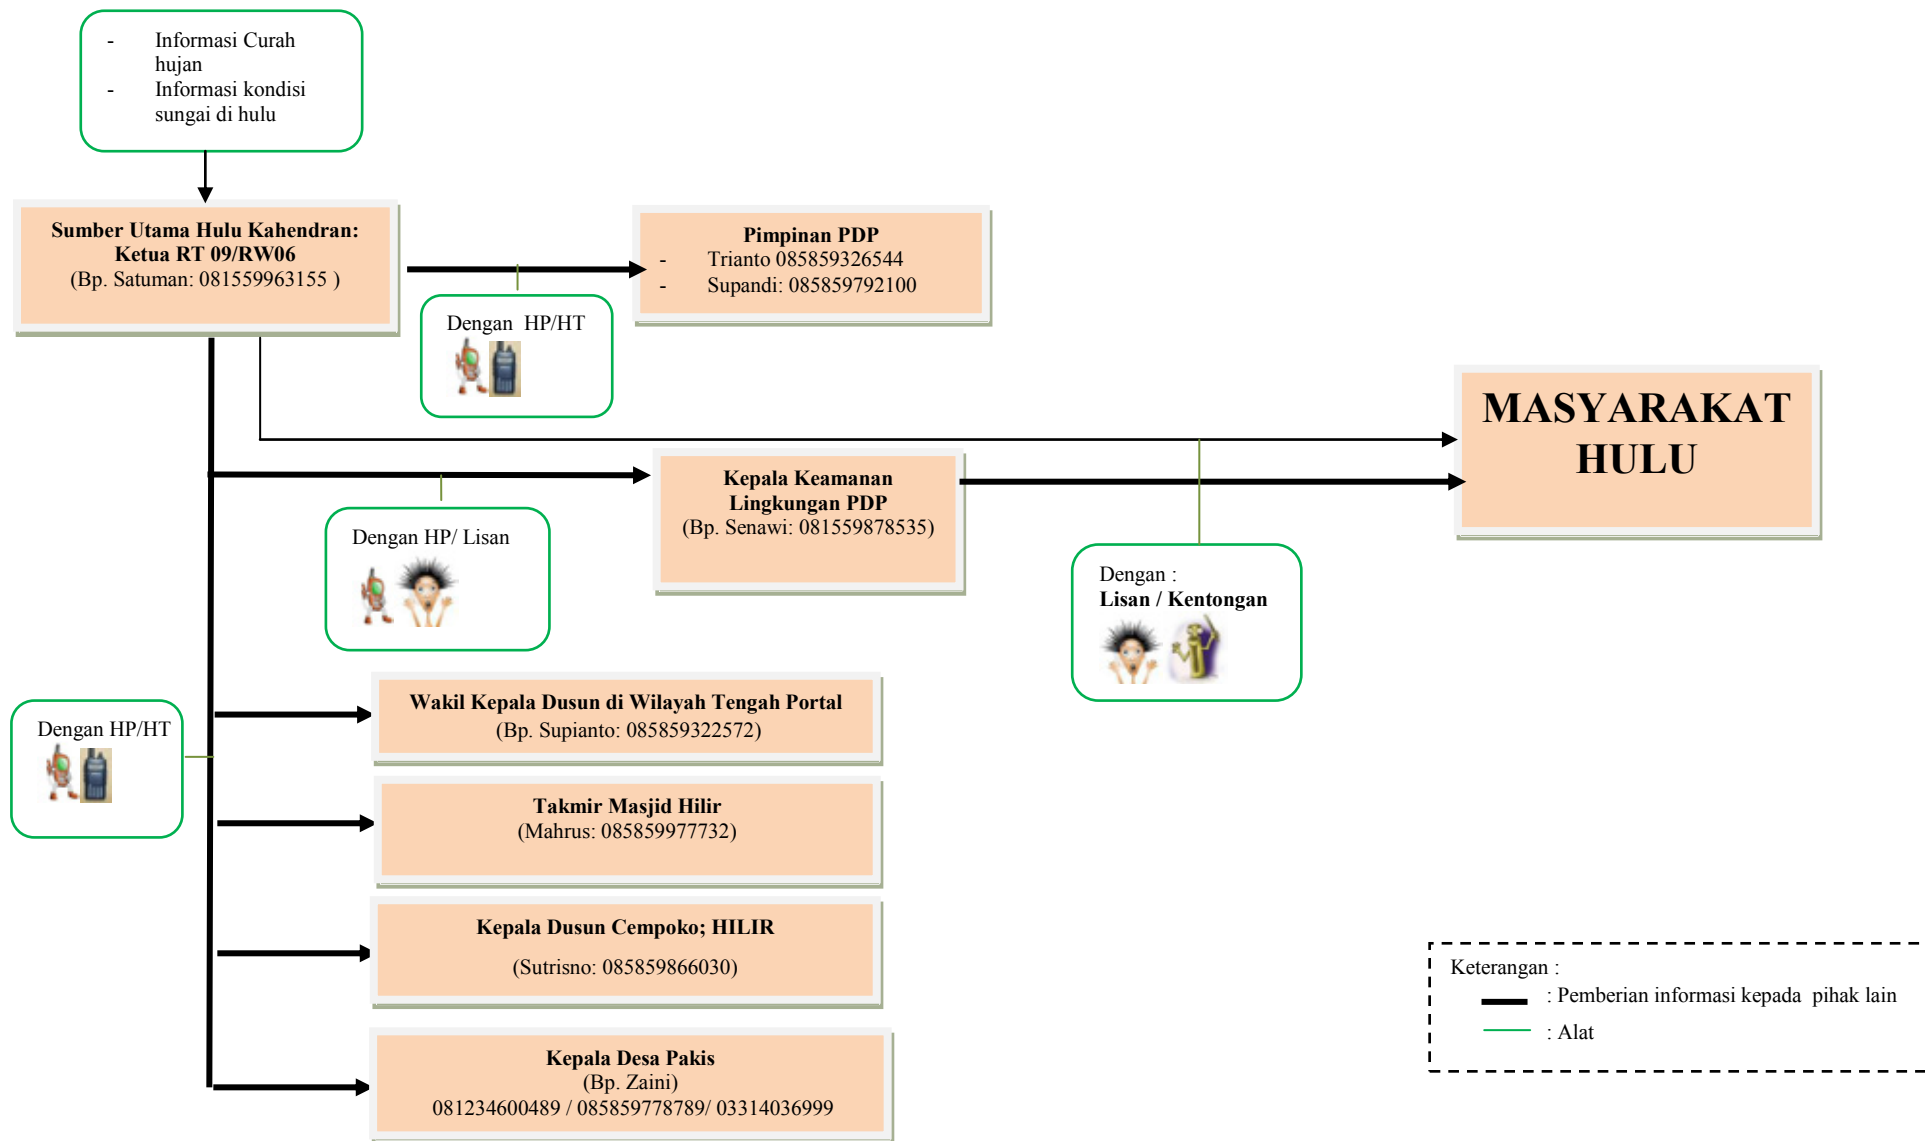 - Informasi Curah
hujan
- Informasi kondisi
sungai di hulu
Sumber Utama Hulu Kahendran:
Ketua RT 09/RW06
(Bp. Satuman: 081559963155 )
Pimpinan PDP
- Trianto 085859326544
- Supandi: 085859792100
Dengan HP/HT
MASYARAKAT
HULU
Kepala Keamanan
Lingkungan PDP
(Bp. Senawi: 081559878535)
Dengan HP/ Lisan
Dengan :
Lisan / Kentongan
Wakil Kepala Dusun di Wilayah Tengah Portal
(Bp. Supianto: 085859322572)
Dengan HP/HT
Takmir Masjid Hilir
(Mahrus: 085859977732)
Kepala Dusun Cempoko; HILIR
(Sutrisno: 085859866030)
Kepala Desa Pakis
(Bp. Zaini)
081234600489 / 085859778789/ 03314036999
Keterangan :
: Pemberian informasi kepada pihak lain
: Alat